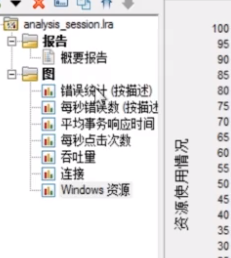 analysis_session.lra
报告
概要报告
图
错误统计 (按描述)
每秒错误数 (按描述
平均事务响应时间
每秒点击次数
吞吐量
连接
Windows 资源
资源使用情况
100
95
90
85
80
75
70
65
60
55
50
45
40
35
30